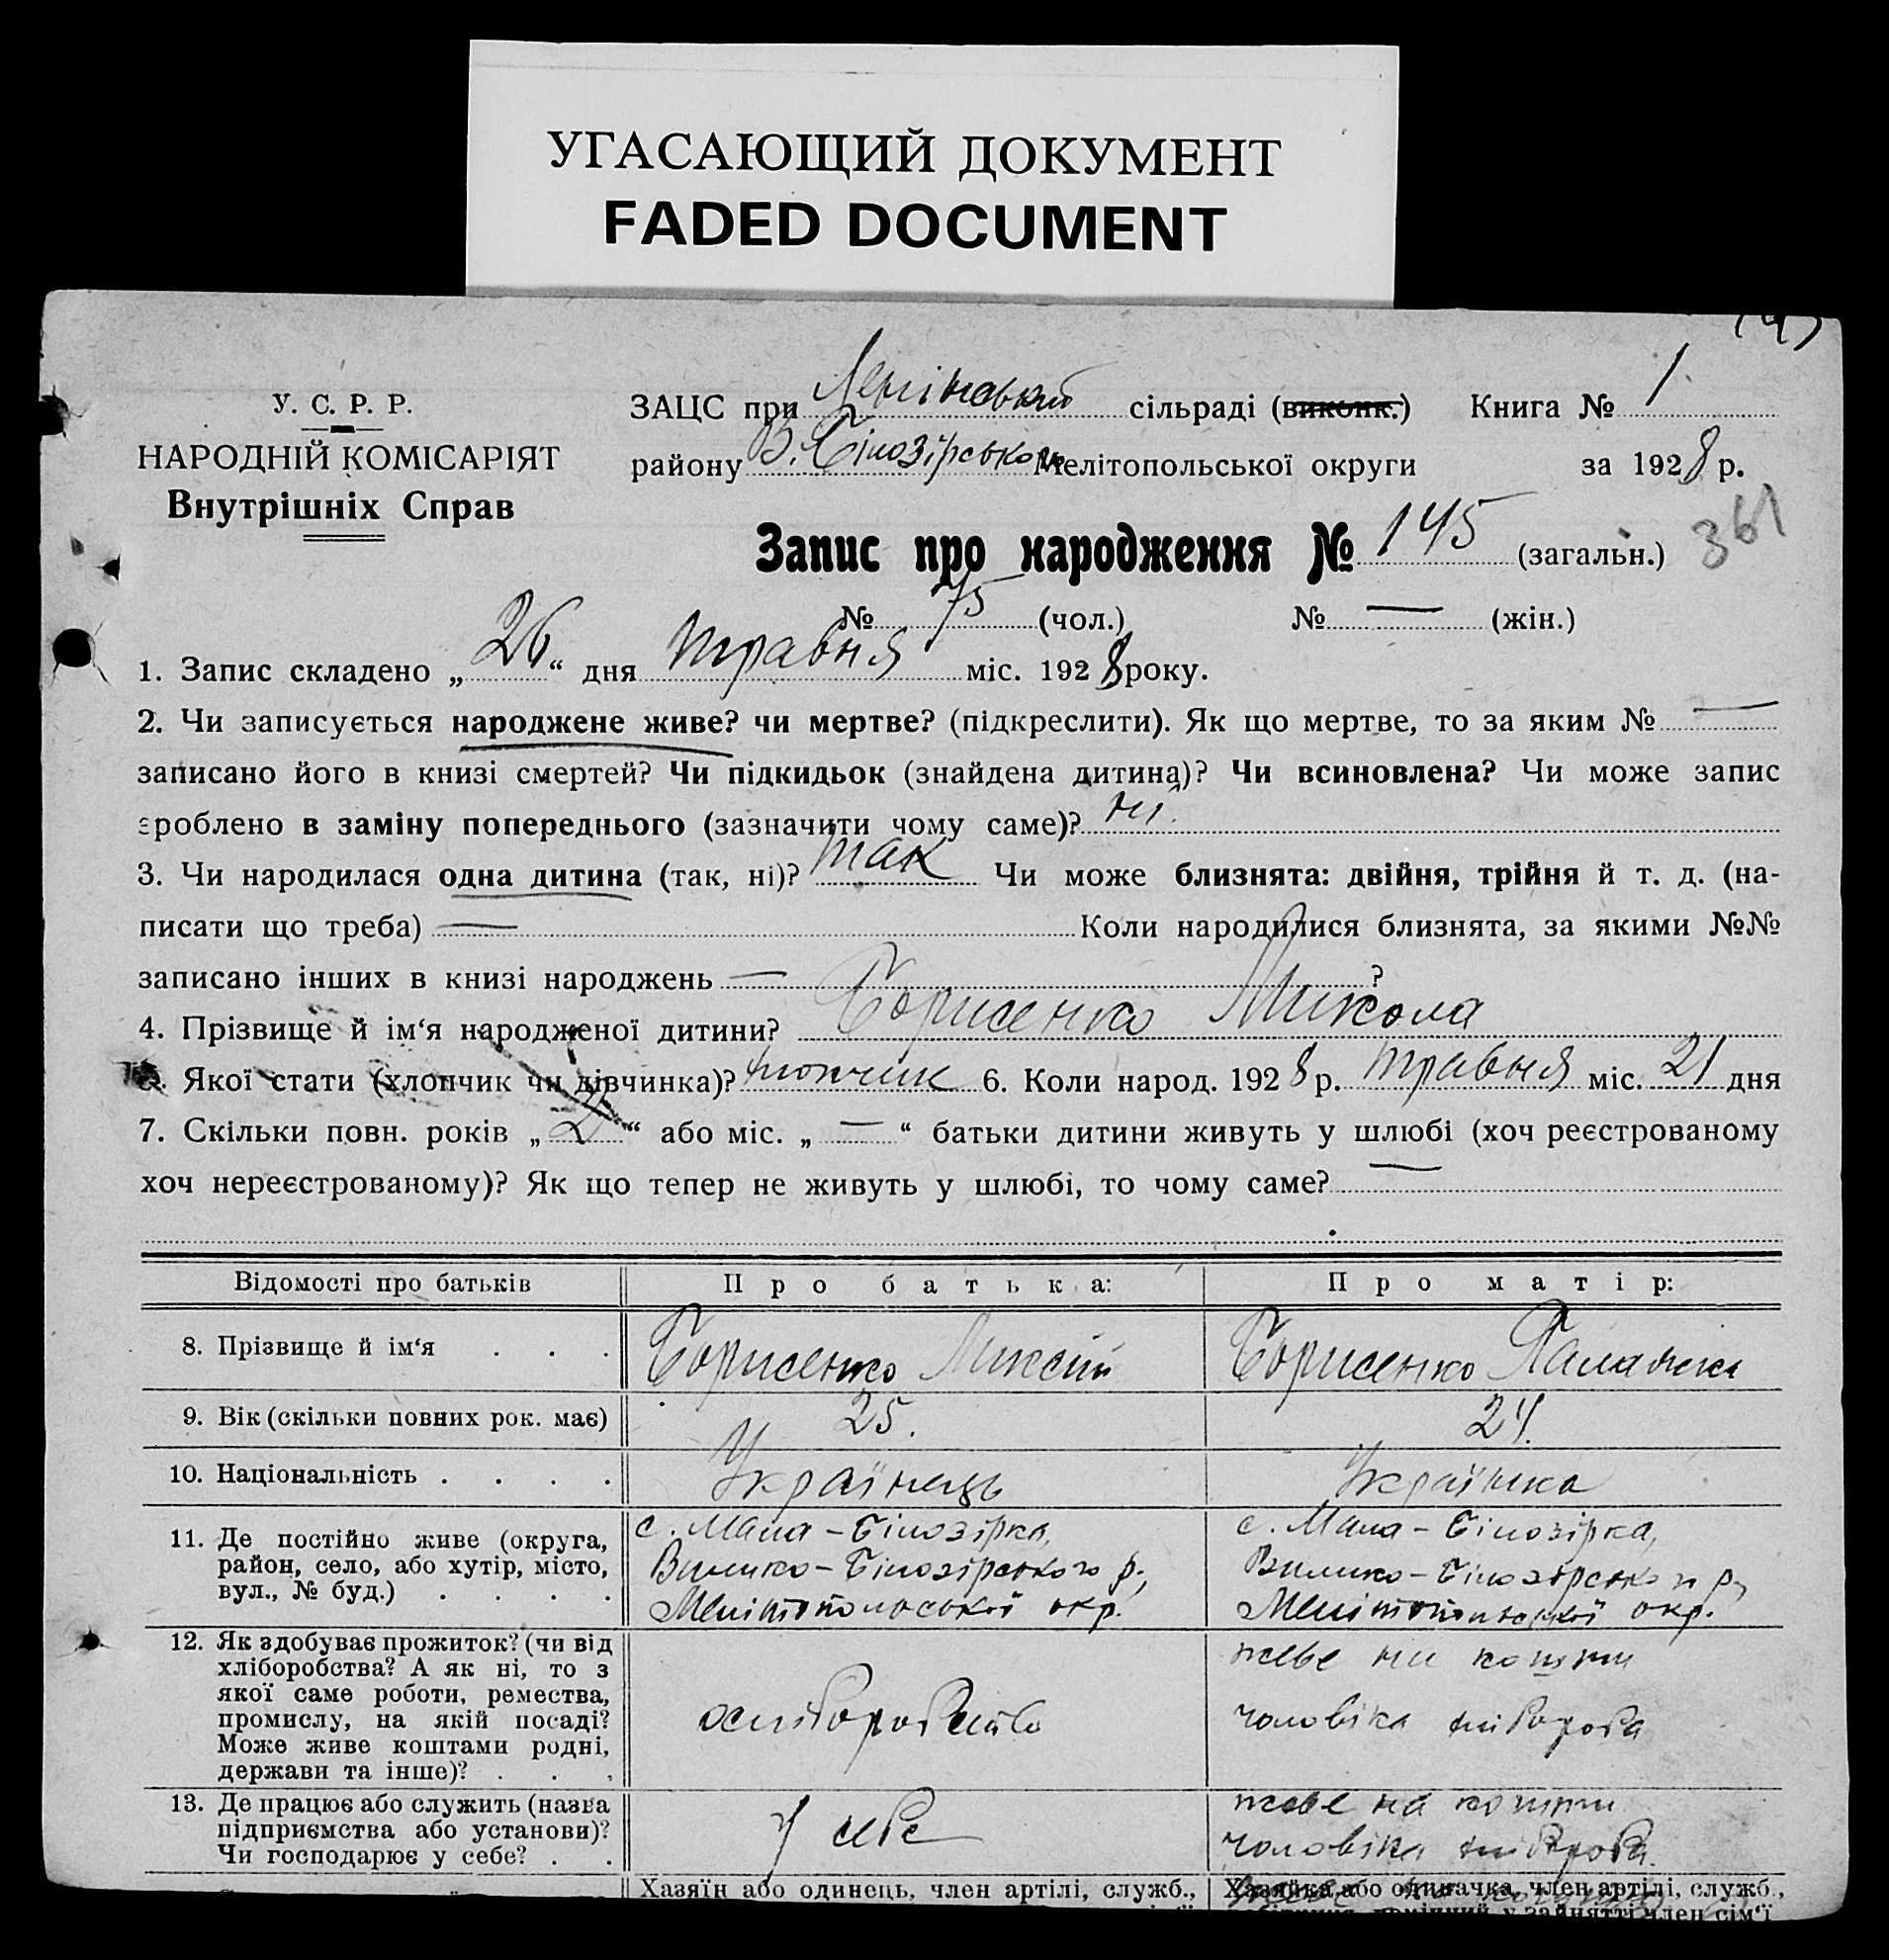 УГАСАЮЩИЙ ДОКУМЕНТ
FADED DOCUMENT
У. С. Р. Р.
НАРОДНІЙ КОМІСАРІЯТ
Внутрішніх Справ
ЗАЦС при Ленінській сільраді (виконк.) Книга № 1
району В. Білозірського Мелітопольської округи за 1928 р.
Запис про народження № 145 (загальн.) 361
№ 75 (чол.) № — (жін.)
1. Запис складено „26“ дня травня міс. 1928 року.
2. Чи записується народжене живе? чи мертве? (підкреслити). Як що мертве, то за яким № —
записано його в книзі смертей? Чи підкидьок (знайдена дитина)? Чи всиновлена? Чи може запис
зроблено в заміну попереднього (зазначити чому саме)? ні.
3. Чи народилася одна дитина (так, ні)? так Чи може близнята: двійня, трійня й т. д. (на-
писати що треба) — Коли народилися близнята, за якими №№
записано інших в книзі народжень — ?
4. Прізвище й ім‘я народженої дитини? Борисенко Микола
5. Якої стати (хлопчик чи дівчинка)? хлопчик 6. Коли народ. 1928 р. травня міс. 21 дня
7. Скільки повн. років „2“ або міс. „—“ батьки дитини живуть у шлюбі (хоч реєстрованому
хоч нереєстрованому)? Як що тепер не живуть у шлюбі, то чому саме? —
Відомості про батьків Про батька: Про матір:
8. Прізвище й ім‘я . . . Борисенко Борисенко
9. Вік (скільки повних рок. має) 25. 24.
10. Національність . . . . Українець Українка
11. Де постійно живе (округа,
район, село, або хутір, місто,
вул., № буд.) . . . .
с. Мала-Білозірка,
Велико-Білозірського р.,
Мелітопольської окр.
с. Мала-Білозірка,
Велико-Білозірського р.,
Мелітопольської окр.
12. Як здобуває прожиток? (чи від
хліборобства? А як ні, то з
якої саме роботи, ремества,
промислу, на якій посаді?
Може живе коштами родні,
держави та інше)? . . .
хліборобство
живе на кошти
чоловіка хлібороба
13. Де працює або служить (назва
підприємства або установи)?
Чи господарює у себе? . .
У себе
живе на кошти
чоловіка хлібороба.
Хазяїн або одинець, член артілі, служб., Хазяйка або одиначка, член артілі, служб.,
у зайнятті член сім‘ї